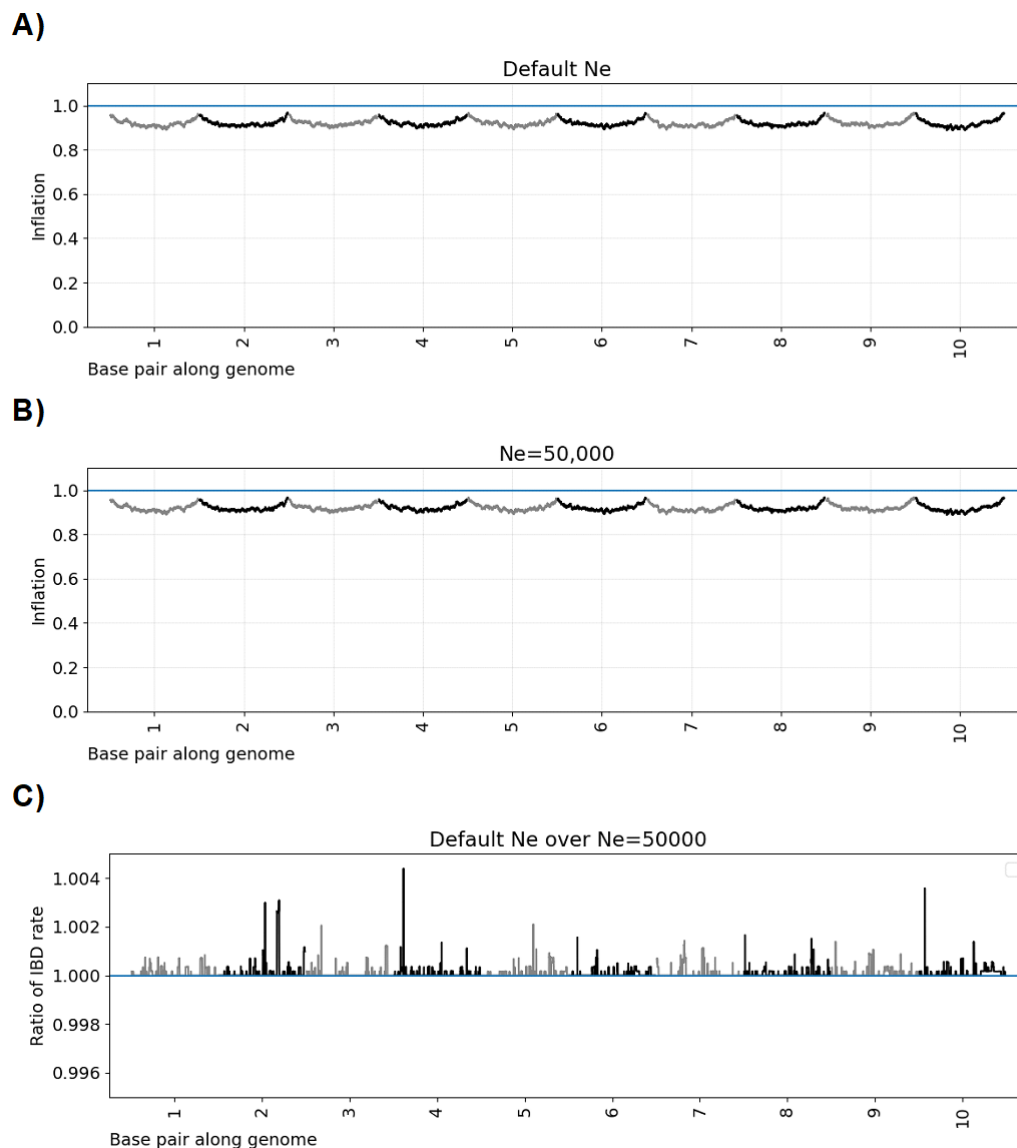 A)
Default Ne
1.0
0.8
0.6
0.4
0.2
0.0
Inflation
1 2 3 4 5 6 7 8 9 10
Base pair along genome
B)
Ne=50,000
1.0
0.8
0.6
0.4
0.2
0.0
Inflation
1 2 3 4 5 6 7 8 9 10
Base pair along genome
C)
Default Ne over Ne=50000
1.004
1.002
1.000
0.998
0.996
Ratio of IBD rate
1 2 3 4 5 6 7 8 9 10
Base pair along genome